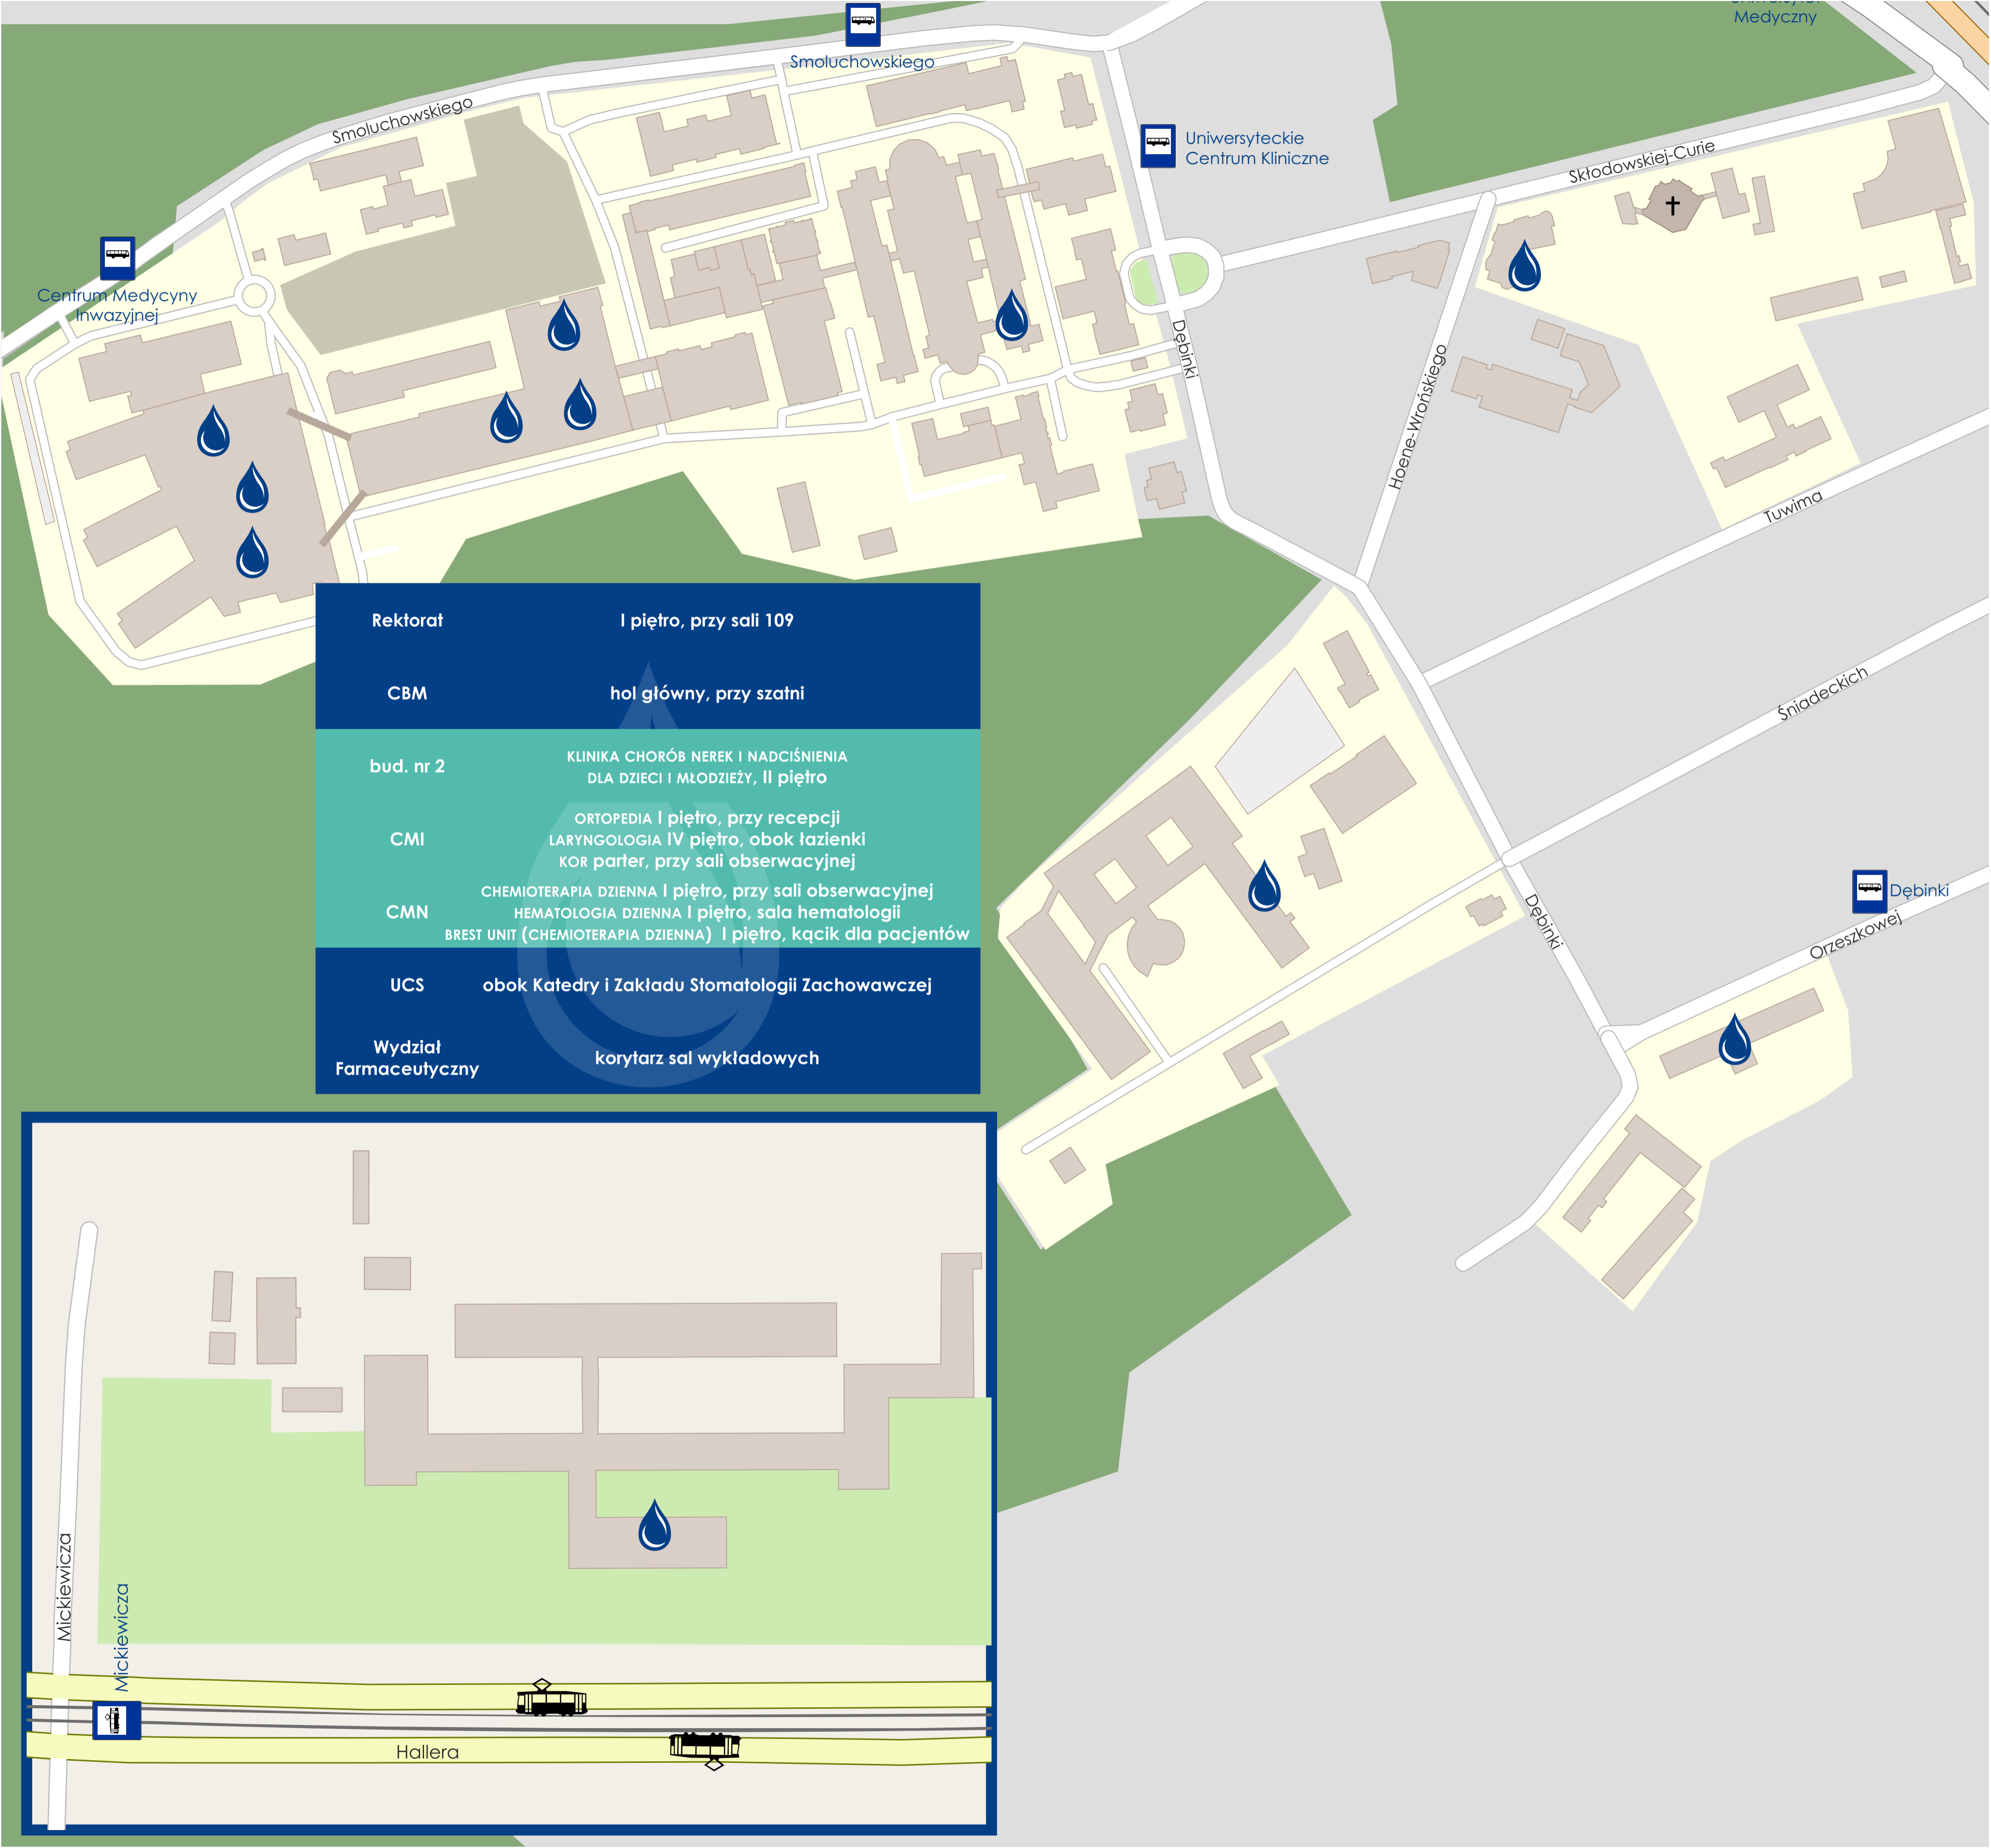 Medyczny
Smoluchowskiego
Smoluchowskiego
Uniwersyteckie
Centrum Kliniczne
Skłodowskiej-Curie
Centrum Medycyny
Inwazyjnej
Dębinki
Hoene-Wrońskiego
Tuwima
Śniadeckich
Dębinki
Dębinki
Orzeszkowej
Rektorat I piętro, przy sali 109
CBM hol główny, przy szatni
bud. nr 2 KLINIKA CHORÓB NEREK I NADCIŚNIENIA
DLA DZIECI I MŁODZIEŻY, II piętro
ORTOPEDIA I piętro, przy recepcji
CMI LARYNGOLOGIA IV piętro, obok łazienki
KOR parter, przy sali obserwacyjnej
CHEMIOTERAPIA DZIENNA I piętro, przy sali obserwacyjnej
CMN HEMATOLOGIA DZIENNA I piętro, sala hematologii
BREST UNIT (CHEMIOTERAPIA DZIENNA) I piętro, kącik dla pacjentów
UCS obok Katedry i Zakładu Stomatologii Zachowawczej
Wydział
Farmaceutyczny korytarz sal wykładowych
Mickiewicza
Mickiewicza
Hallera